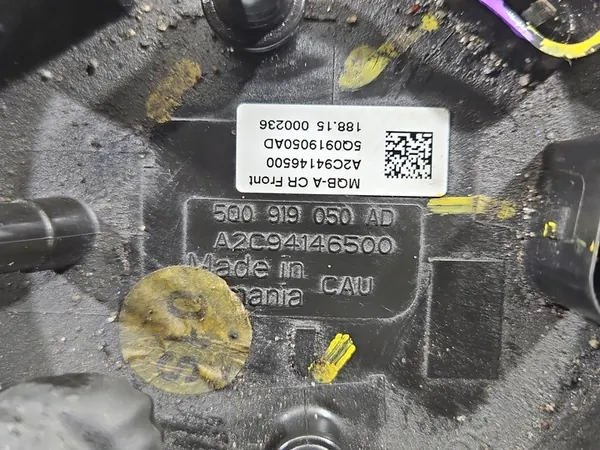 MQB-A CR Front
A2C94146500
5Q0919050AD
188.15 000236
5Q0 919 050 AD
A2C94146500
Made in
mania CAU